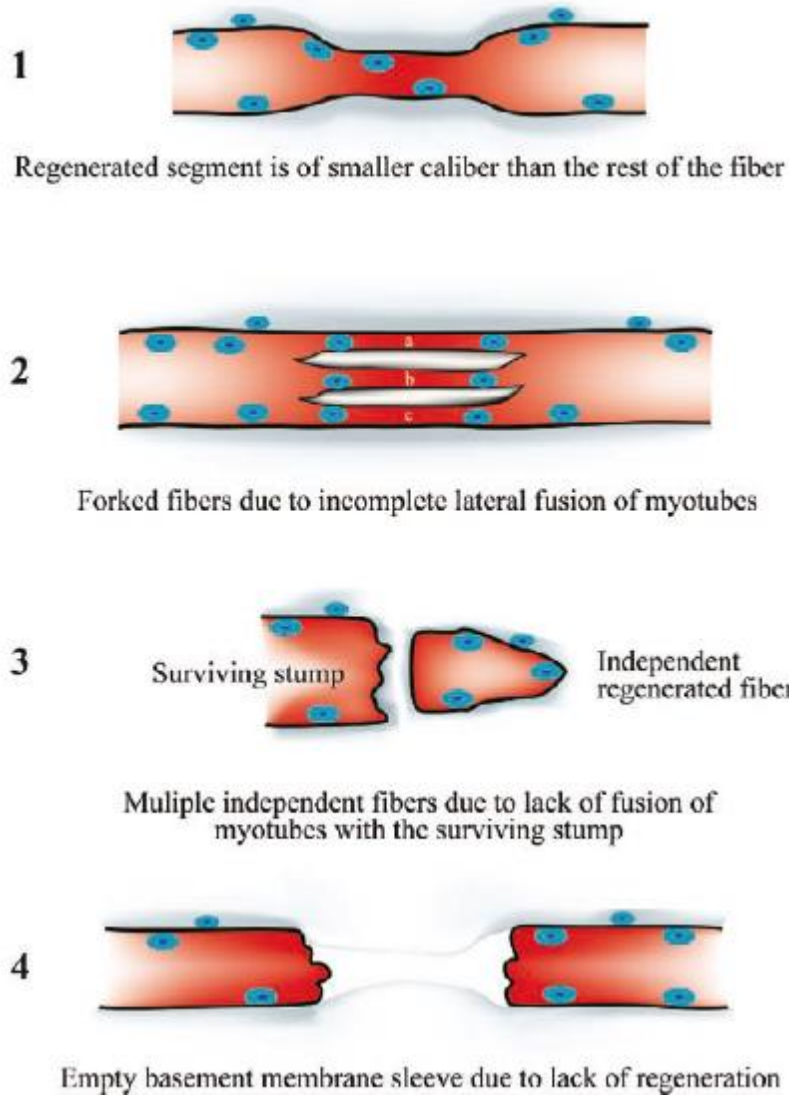 1
Regenerated segment is of smaller caliber than the rest of the fiber
2
a
b
c
Forked fibers due to incomplete lateral fusion of myotubes
3
Surviving stump
Independent
regenerated fiber
Muliple independent fibers due to lack of fusion of
myotubes with the surviving stump
4
Empty basement membrane sleeve due to lack of regeneration